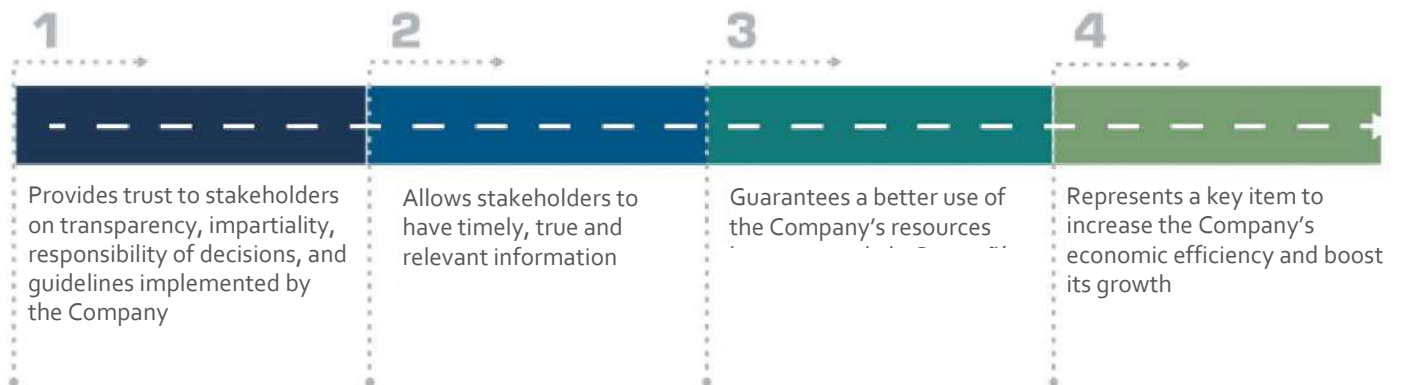 1
2
3
4
Provides trust to stakeholders
on transparency, impartiality,
responsibility of decisions, and
guidelines implemented by
the Company
Allows stakeholders to
have timely, true and
relevant information
Guarantees a better use of
the Company's resources
Represents a key item to
increase the Company's
economic efficiency and boost
its growth